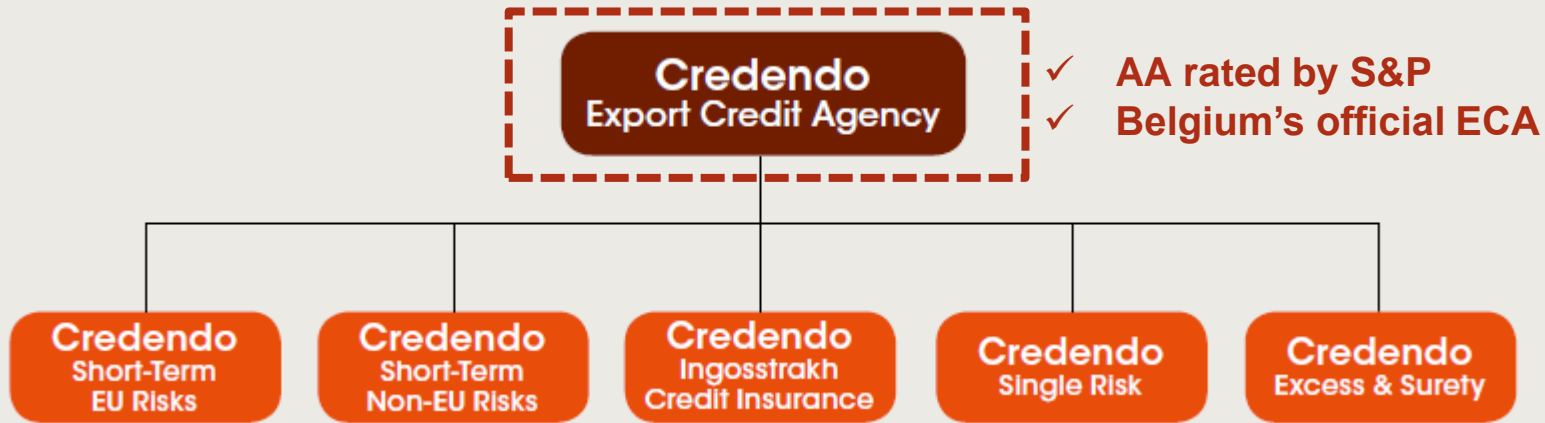 Credendo
Export Credit Agency
✓ AA rated by S&P
✓ Belgium’s official ECA
Credendo
Short-Term
EU Risks
Credendo
Short-Term
Non-EU Risks
Credendo
Ingosstrakh
Credit Insurance
Credendo
Single Risk
Credendo
Excess & Surety